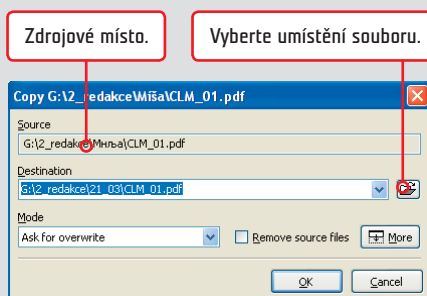 Zdrojové místo.
Vyberte umístění souboru.
Copy G:\2_redakce\Míša\CLM_01.pdf
Source
G:\2_redakce\Мнља\CLM_01.pdf
Destination
G:\2_redakce\21_03\CLM_01.pdf
Mode
Ask for overwrite
Remove source files
More
OK
Cancel